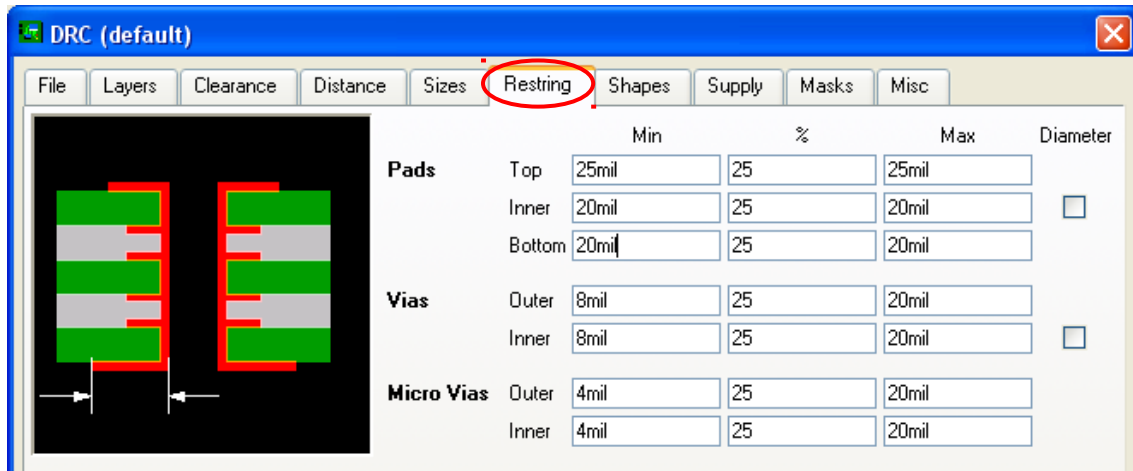 DRC (default)
File Layers Clearance Distance Sizes Restring Shapes Supply Masks Misc
Min % Max Diameter
Pads Top 25mil 25 25mil
Inner 20mil 25 20mil
Bottom 20mil 25 20mil
Vias Outer 8mil 25 20mil
Inner 8mil 25 20mil
Micro Vias Outer 4mil 25 20mil
Inner 4mil 25 20mil